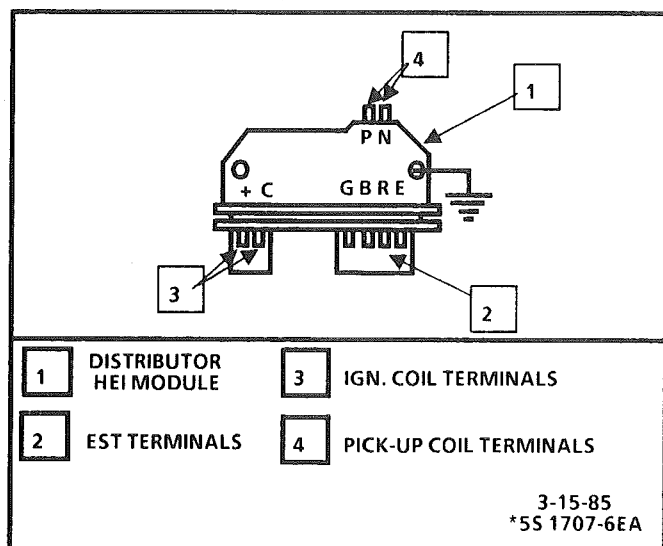 4
1
P N
+ C
G B R E
3
2
1 DISTRIBUTOR
HEI MODULE
3 IGN. COIL TERMINALS
2 EST TERMINALS
4 PICK-UP COIL TERMINALS
3-15-85
*5S 1707-6EA